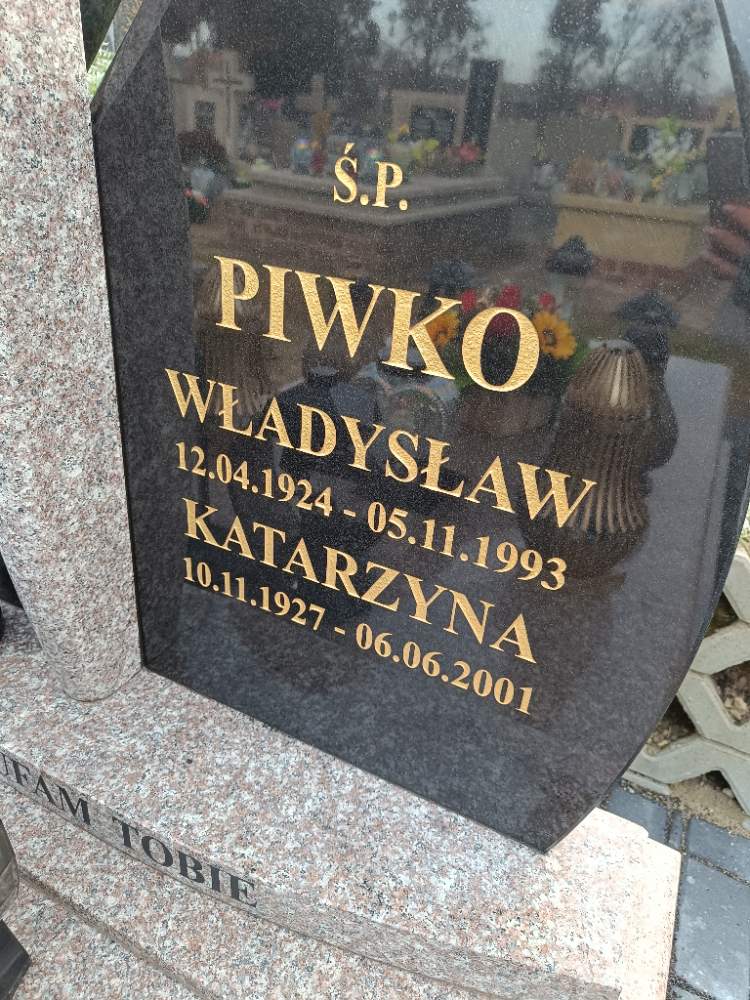 Ś.P.
PIWKO
WŁADYSŁAW
12.04.1924 - 05.11.1993
KATARZYNA
10.11.1927 - 06.06.2001
UFAM TOBIE